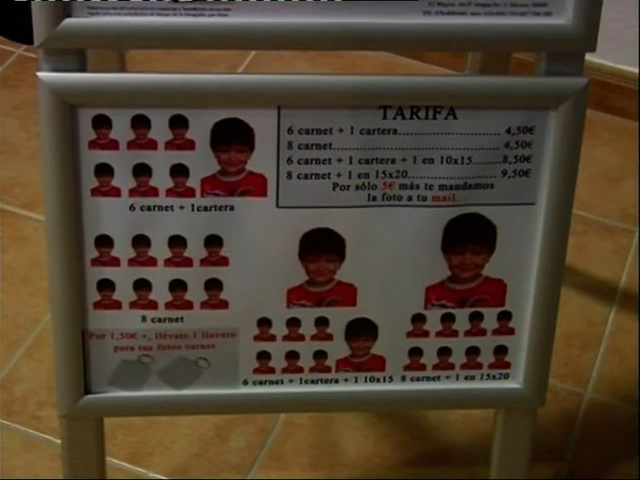 TARIFA
6 carnet + 1 cartera.............................. 4,50€
8 carnet.................................................. 4,50€
6 carnet + 1 cartera + 1 en 10x15........8,50€
8 carnet + 1 en 15x20.......................... 9,50€
Por sólo 5€ más te mandamos
la foto a tu mail.
6 carnet + 1cartera
8 carnet
Por 1,50€ +, llévate 1 llavero
para tus fotos carnet
6 carnet + 1cartera + 1 10x15
8 carnet + 1 en 15x20